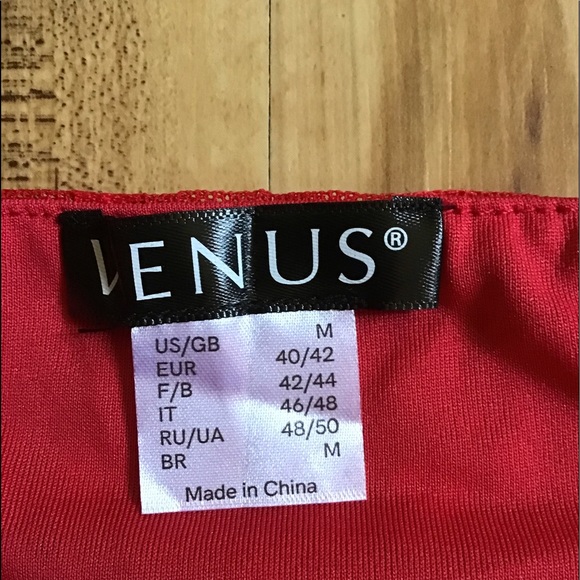 VENUS®
US/GB M
EUR 40/42
F/B 42/44
IT 46/48
RU/UA 48/50
BR M
Made in China